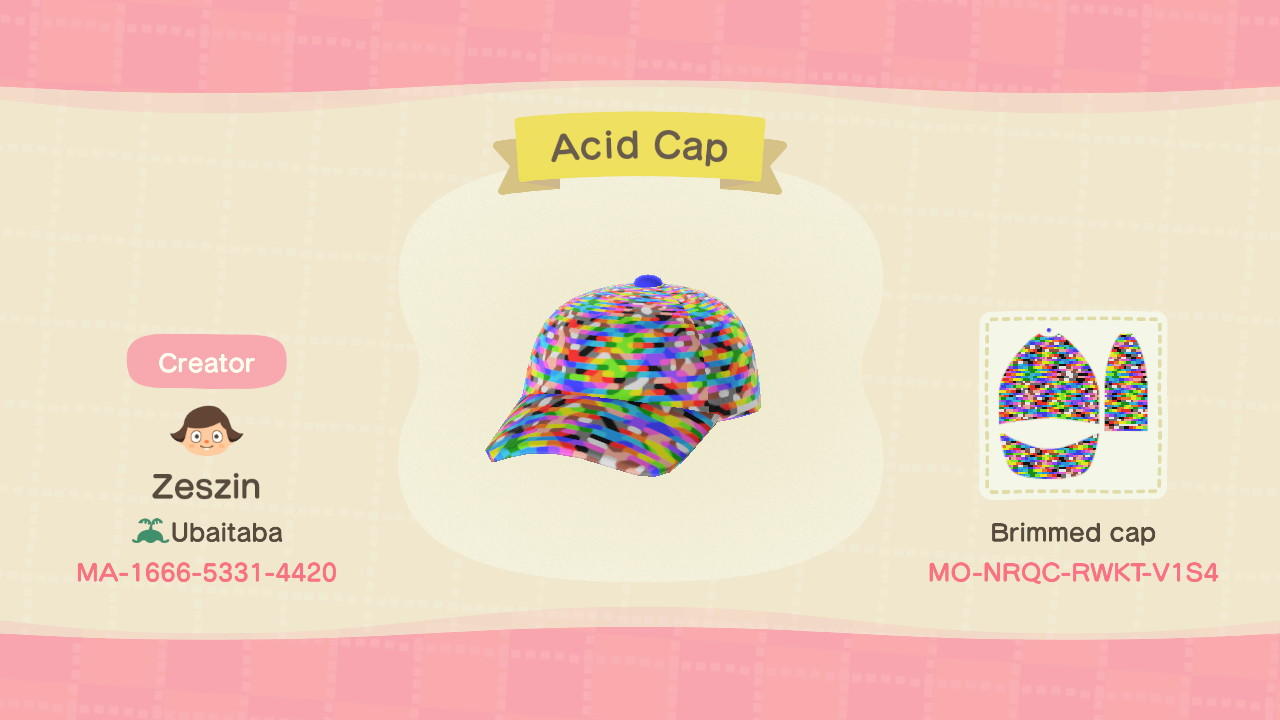 Acid Cap
Creator
Zeszin
Ubaitaba
MA-1666-5331-4420
Brimmed cap
MO-NRQC-RWKT-V1S4